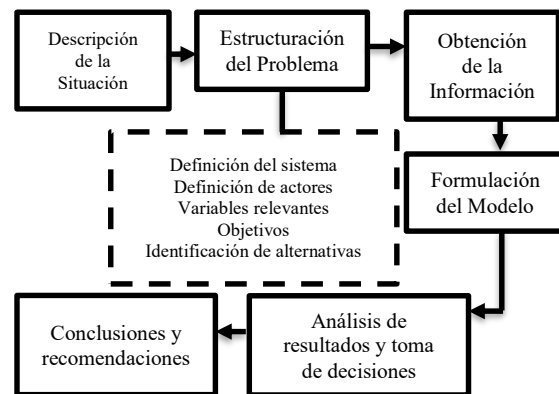 Descripción
de la
Situación
Estructuración
del Problema
Obtención
de la
Información
Definición del sistema
Definición de actores
Variables relevantes
Objetivos
Identificación de alternativas
Formulación
del Modelo
Análisis de
resultados y toma
de decisiones
Conclusiones y
recomendaciones